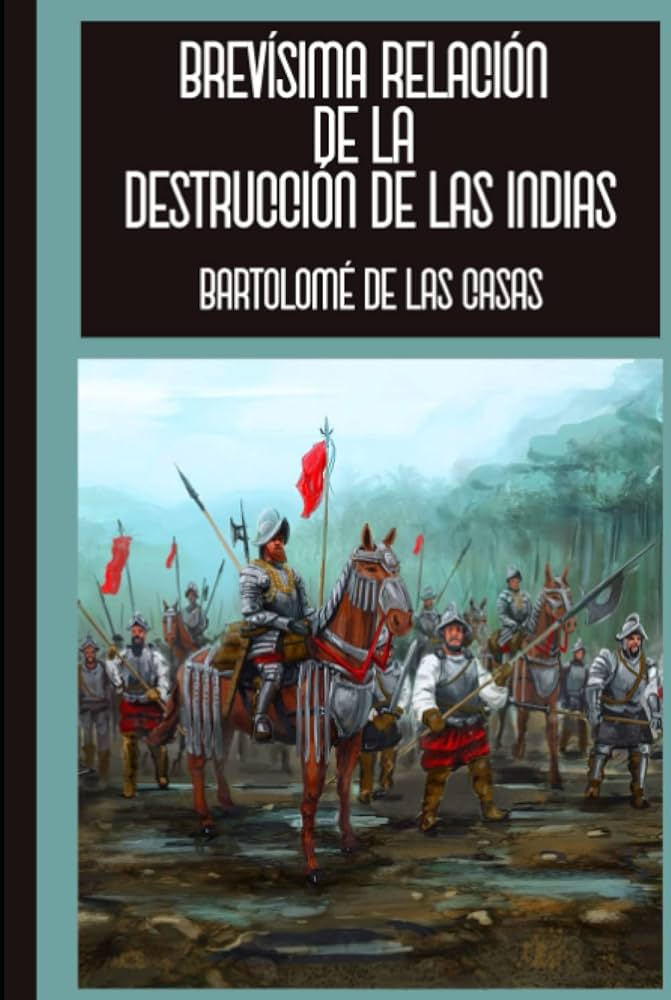 BREVÍSIMA RELACIÓN
DE LA
DESTRUCCIÓN DE LAS INDIAS
BARTOLOMÉ DE LAS CASAS